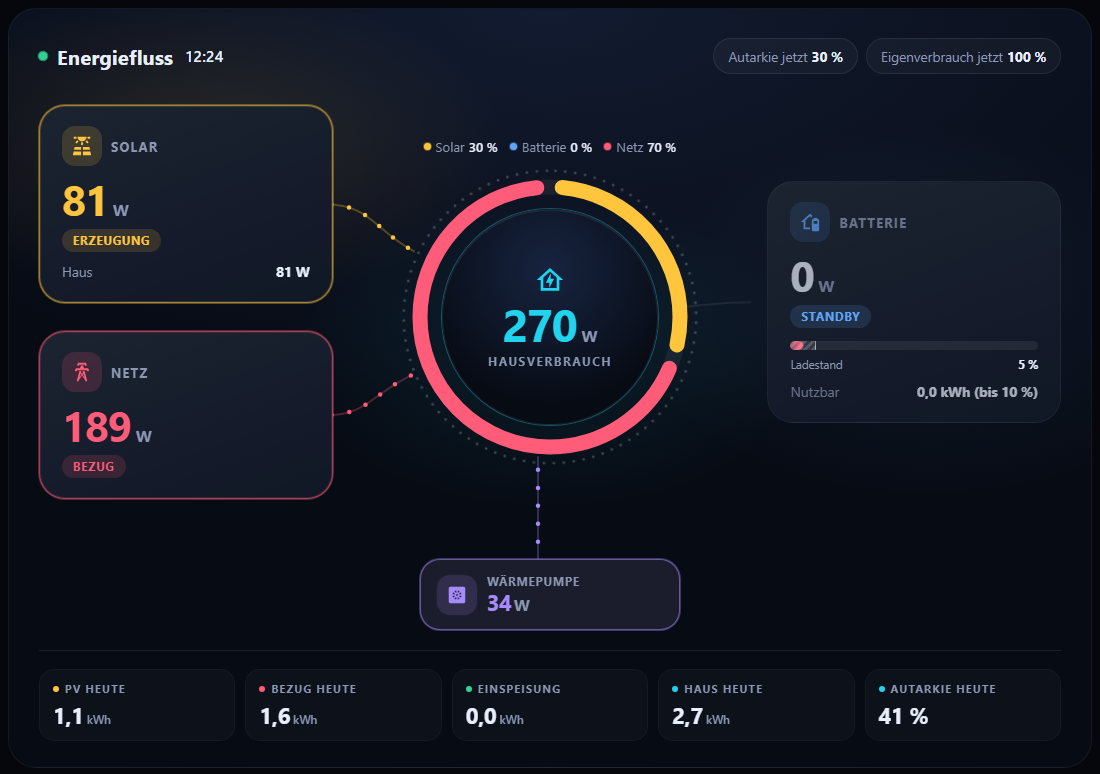 Energiefluss 12:24
Autarkie jetzt 30 %
Eigenverbrauch jetzt 100 %
SOLAR
81 W
ERZEUGUNG
Haus 81 W
NETZ
189 W
BEZUG
Solar 30 % Batterie 0 % Netz 70 %
270 W
HAUSVERBRAUCH
BATTERIE
0 W
STANDBY
Ladestand 5 %
Nutzbar 0,0 kWh (bis 10 %)
WÄRMEPUMPE
34 W
PV HEUTE
1,1 kWh
BEZUG HEUTE
1,6 kWh
EINSPEISUNG
0,0 kWh
HAUS HEUTE
2,7 kWh
AUTARKIE HEUTE
41 %